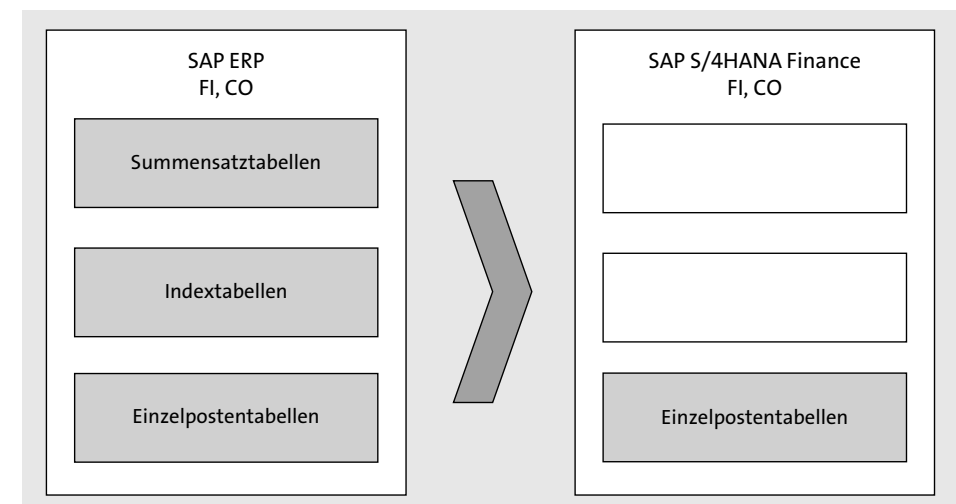 SAP ERP
FI, CO
Summensatztabellen
Indextabellen
Einzelpostentabellen
SAP S/4HANA Finance
FI, CO
Einzelpostentabellen